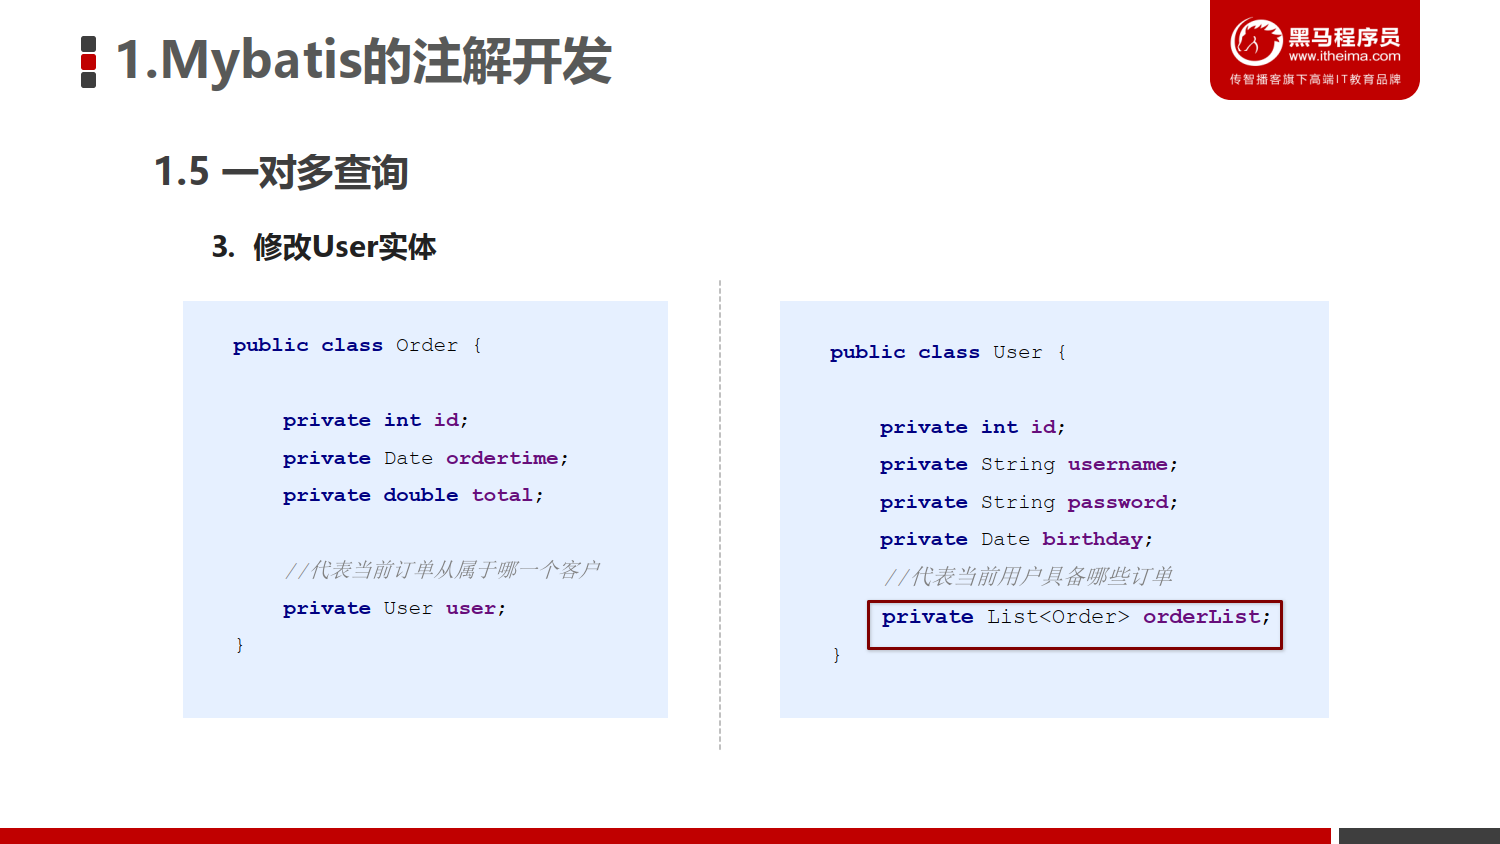 1.Mybatis的注解开发
黑马程序员
www.itheima.com
传智播客旗下高端IT教育品牌
1.5 一对多查询
3. 修改User实体
public class Order {
private int id;
private Date ordertime;
private double total;
//代表当前订单从属于哪一个客户
private User user;
}
public class User {
private int id;
private String username;
private String password;
private Date birthday;
//代表当前用户具备哪些订单
private List<Order> orderList;
}